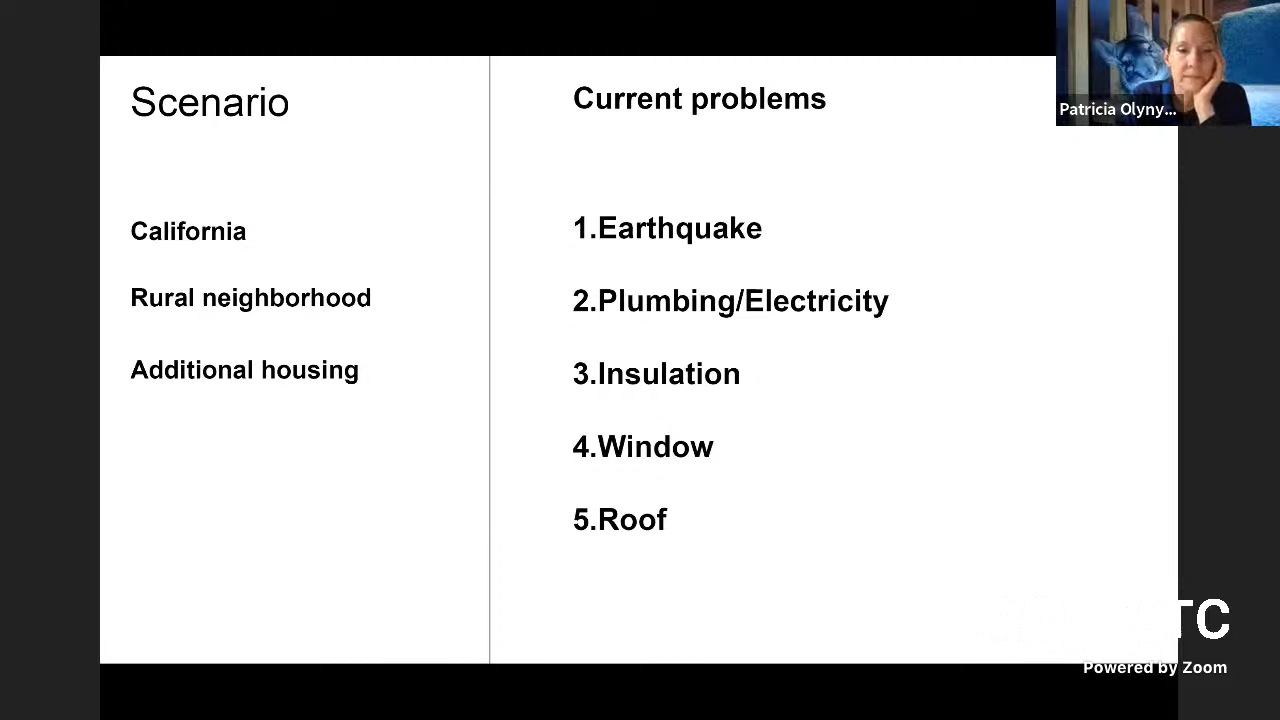 Scenario
California
Rural neighborhood
Additional housing
Current problems
1.Earthquake
2.Plumbing/Electricity
3.Insulation
4.Window
5.Roof
Patricia Olyny...
TC
Powered by Zoom